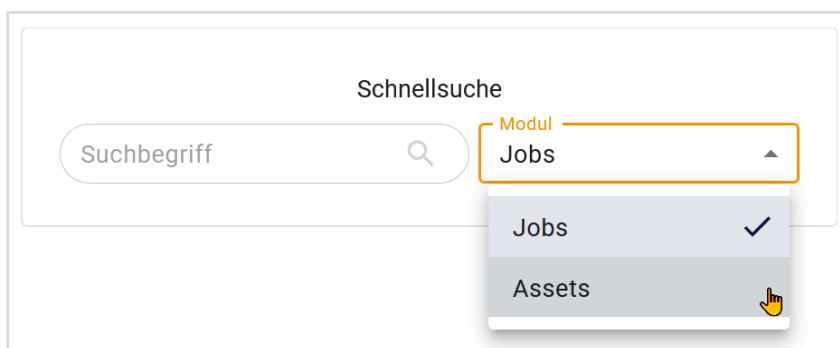 Schnellsuche
Suchbegriff
Modul
Jobs
Jobs
Assets